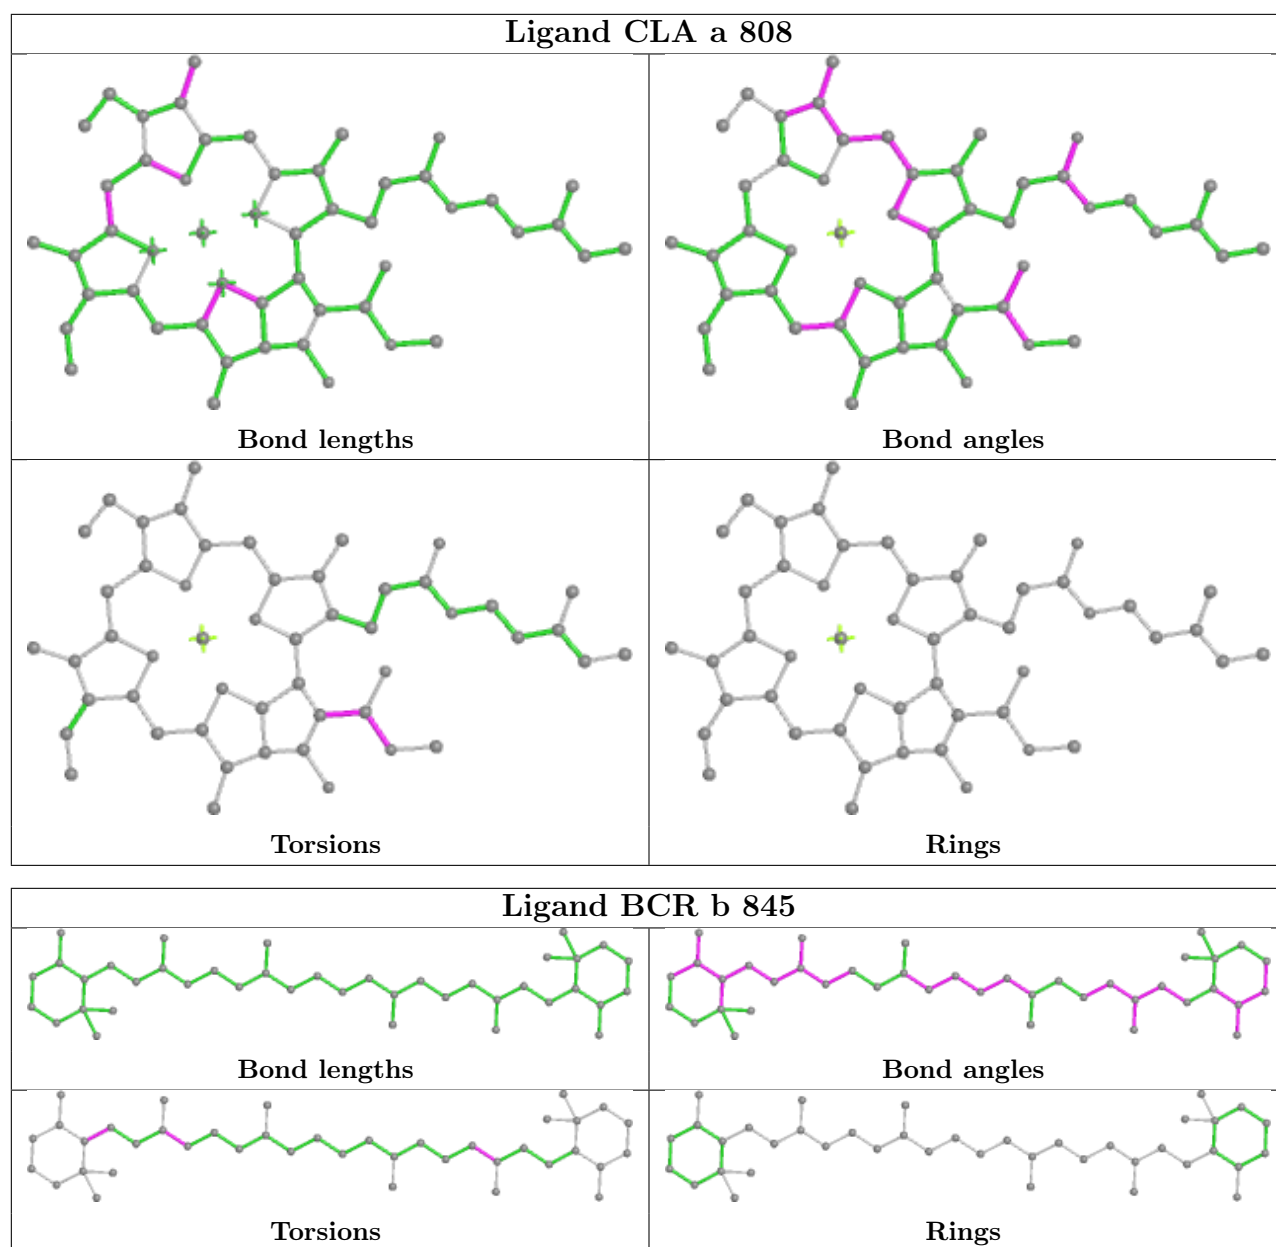 Ligand CLA a 808
Bond lengths
Bond angles
Torsions
Rings
Ligand BCR b 845
Bond lengths
Bond angles
Torsions
Rings